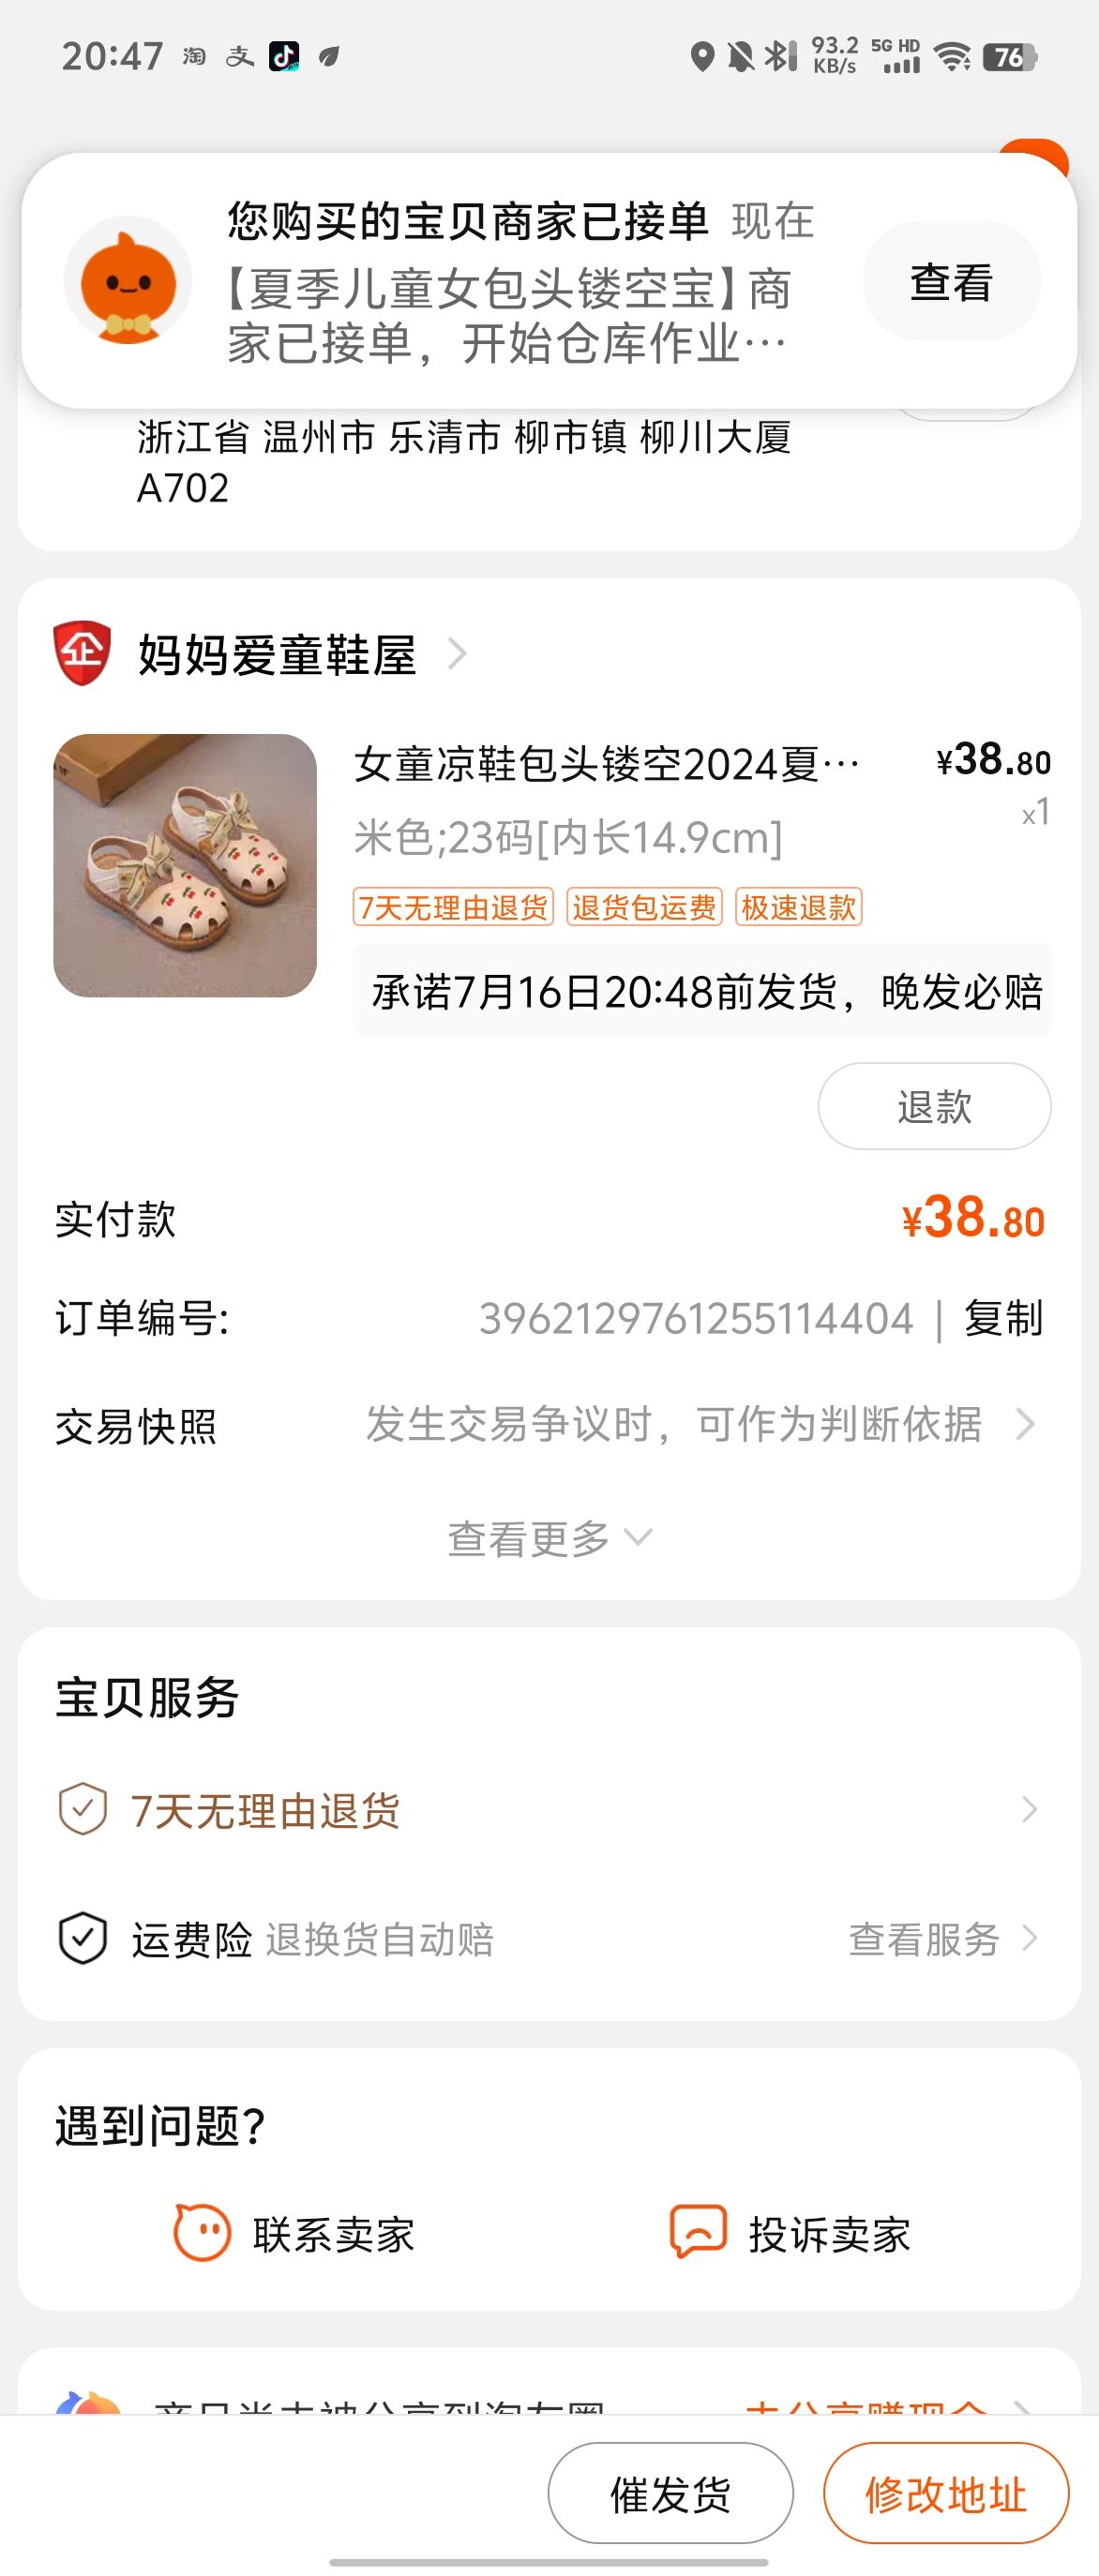 20:47 淘 支 93.2 KB/s 5G HD 76
您购买的宝贝商家已接单 现在
【夏季儿童女包头镂空宝】商
家已接单，开始仓库作业…
查看
浙江省 温州市 乐清市 柳市镇 柳川大厦
A702
企 妈妈爱童鞋屋
女童凉鞋包头镂空2024夏… ¥38.80
米色;23码[内长14.9cm] x1
7天无理由退货 退货包运费 极速退款
承诺7月16日20:48前发货，晚发必赔
退款
实付款 ¥38.80
订单编号: 3962129761255114404 | 复制
交易快照 发生交易争议时，可作为判断依据
查看更多
宝贝服务
7天无理由退货
运费险 退换货自动赔 查看服务
遇到问题?
联系卖家 投诉卖家
催发货 修改地址